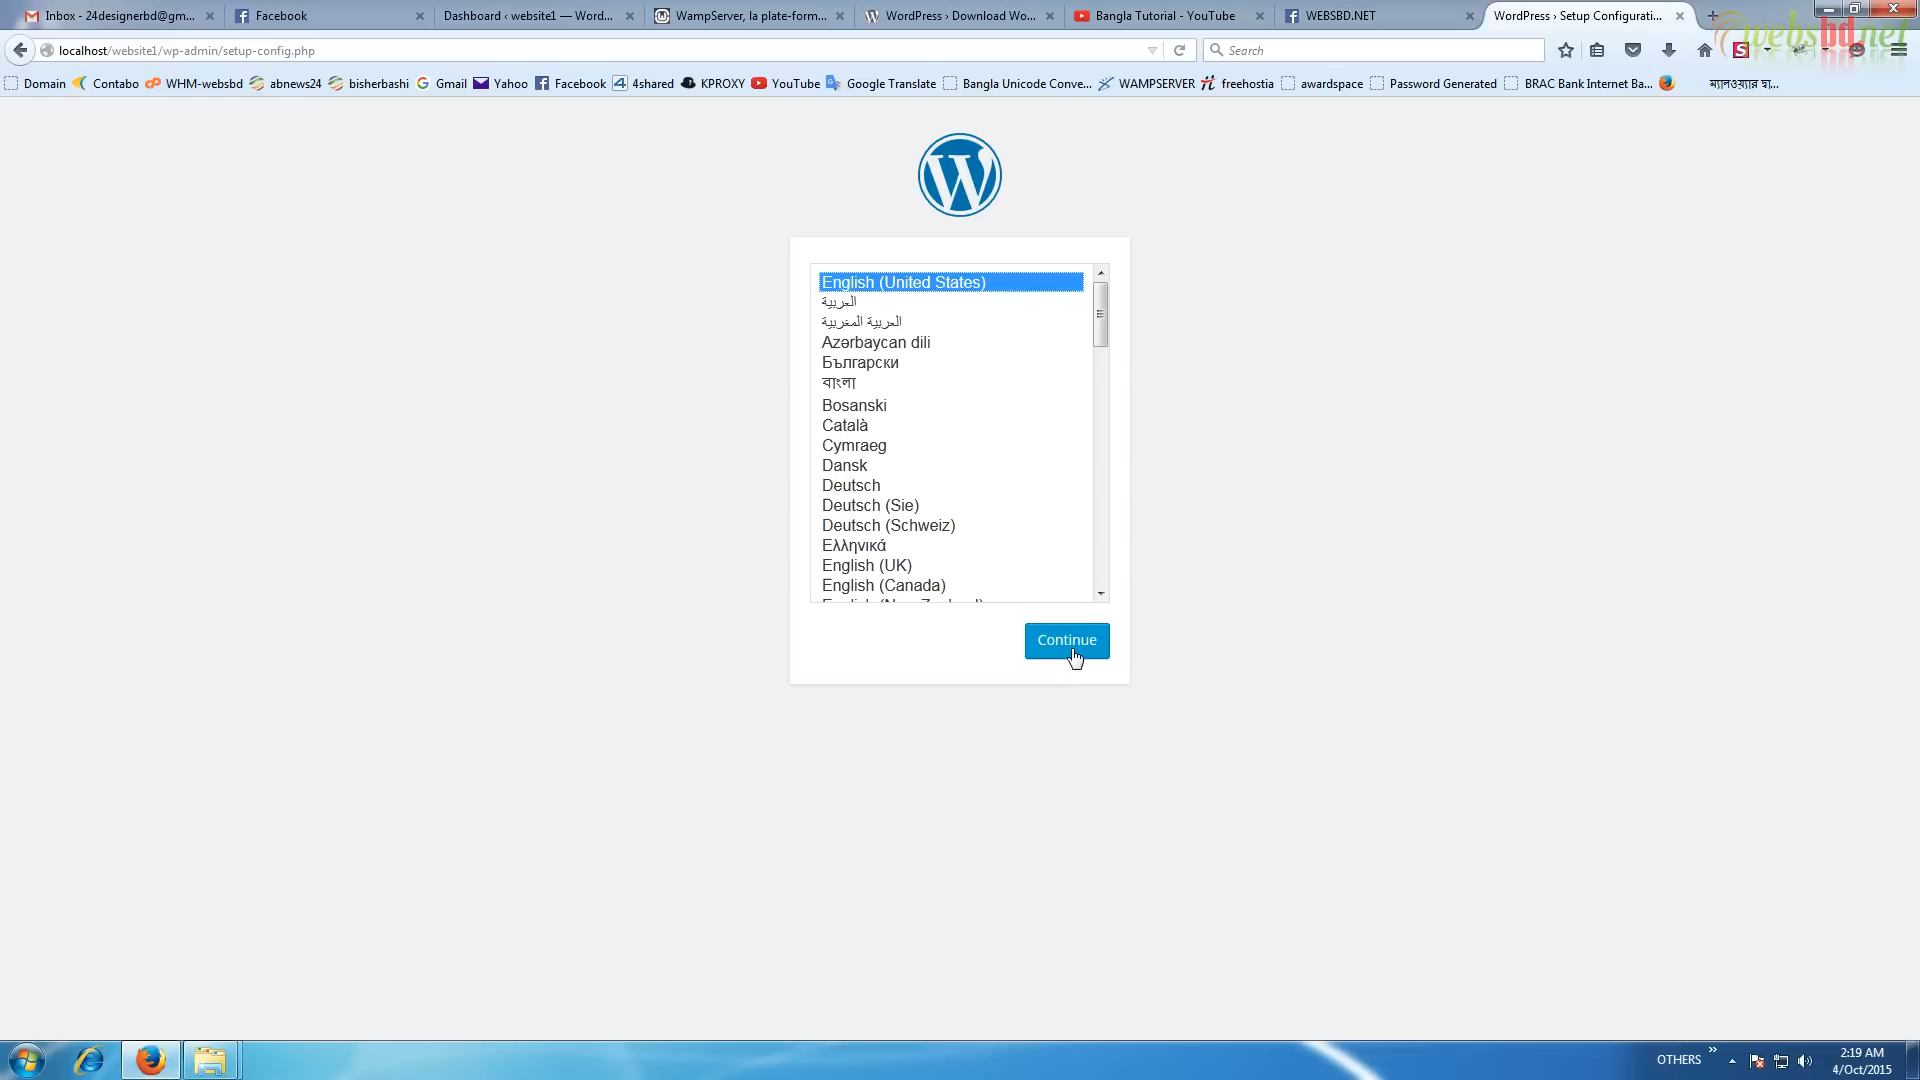 Inbox - 24designerbd@gm...
Facebook
Dashboard ‹ website1 — Word...
WampServer, la plate-form...
WordPress › Download Wo...
Bangla Tutorial - YouTube
WEBSBD.NET
WordPress › Setup Configurati...
websbd.net
localhost/website1/wp-admin/setup-config.php
Search
Domain
Contabo
WHM-websbd
abnews24
bisherbashi
Gmail
Yahoo
Facebook
4shared
KPROXY
YouTube
Google Translate
Bangla Unicode Conve...
WAMPSERVER
freehostia
awardspace
Password Generated
BRAC Bank Internet Ba...
ম্যালওয়্যার দ্বা...
English (United States)
العربية
العربية المغربية
Azərbaycan dili
Български
বাংলা
Bosanski
Català
Cymraeg
Dansk
Deutsch
Deutsch (Sie)
Deutsch (Schweiz)
Ελληνικά
English (UK)
English (Canada)
Continue
OTHERS
2:19 AM
4/Oct/2015